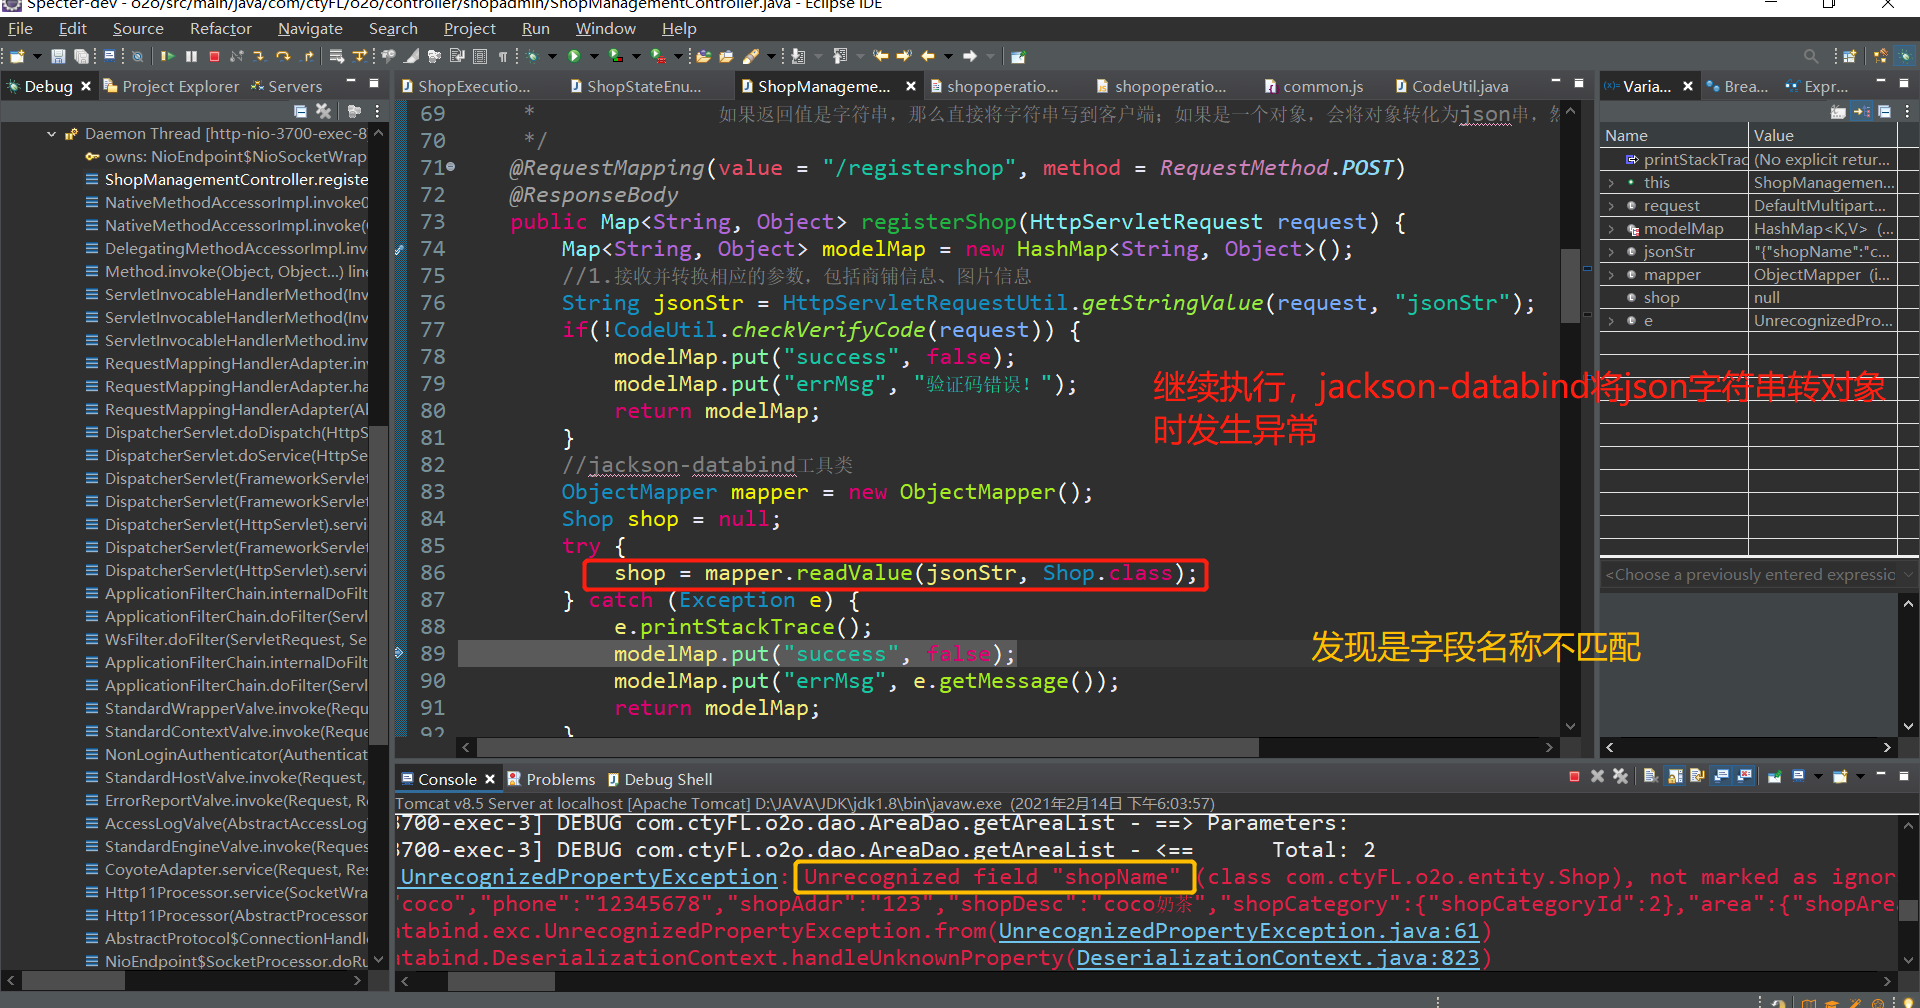 Specter-dev - o2o/src/main/java/com/ctyFL/o2o/controller/shopadmin/ShopManagementController.java - Eclipse IDE
File Edit Source Refactor Navigate Search Project Run Window Help
Debug Project Explorer Servers
Daemon Thread [http-nio-3700-exec-8
owns: NioEndpoint$NioSocketWrap
ShopManagementController.registe
NativeMethodAccessorImpl.invoke0
NativeMethodAccessorImpl.invoke(
DelegatingMethodAccessorImpl.inv
Method.invoke(Object, Object...) line
ServletInvocableHandlerMethod(Inv
ServletInvocableHandlerMethod(Inv
ServletInvocableHandlerMethod.inv
RequestMappingHandlerAdapter.inv
RequestMappingHandlerAdapter.ha
RequestMappingHandlerAdapter(Al
DispatcherServlet.doDispatch(HttpS
DispatcherServlet.doService(HttpSe
DispatcherServlet(FrameworkServlet
DispatcherServlet(FrameworkServlet
DispatcherServlet(HttpServlet).servi
DispatcherServlet(FrameworkServlet
DispatcherServlet(HttpServlet).servi
ApplicationFilterChain.internalDoFilt
ApplicationFilterChain.doFilter(Servl
WsFilter.doFilter(ServletRequest, Se
ApplicationFilterChain.internalDoFilt
ApplicationFilterChain.doFilter(Servl
StandardWrapperValve.invoke(Requ
StandardContextValve.invoke(Reque
NonLoginAuthenticator(Authenticat
StandardHostValve.invoke(Request,
ErrorReportValve.invoke(Request, Re
AccessLogValve(AbstractAccessLog
StandardEngineValve.invoke(Reques
CoyoteAdapter.service(Request, Res
Http11Processor.service(SocketWra
Http11Processor(AbstractProcessor
AbstractProtocol$ConnectionHandl
NioEndpoint$SocketProcessor.doRu
ShopExecutio... ShopStateEnu... ShopManageme... shopoperatio... shopoperatio... common.js CodeUtil.java
69 * 如果返回值是字符串，那么直接将字符串写到客户端；如果是一个对象，会将对象转化为json串，
70 */
71 @RequestMapping(value = "/registershop", method = RequestMethod.POST)
72 @ResponseBody
73 public Map<String, Object> registerShop(HttpServletRequest request) {
74 Map<String, Object> modelMap = new HashMap<String, Object>();
75 //1.接收并转换相应的参数，包括商铺信息、图片信息
76 String jsonStr = HttpServletRequestUtil.getStringValue(request, "jsonStr");
77 if(!CodeUtil.checkVerifyCode(request)) {
78 modelMap.put("success", false);
79 modelMap.put("errMsg", "验证码错误！");
80 return modelMap;
81 }
82 //jackson-databind工具类
83 ObjectMapper mapper = new ObjectMapper();
84 Shop shop = null;
85 try {
86 shop = mapper.readValue(jsonStr, Shop.class);
87 } catch (Exception e) {
88 e.printStackTrace();
89 modelMap.put("success", false);
90 modelMap.put("errMsg", e.getMessage());
91 return modelMap;
92 }
继续执行，jackson-databind将json字符串转对象
时发生异常
发现是字段名称不匹配
Varia... Brea... Expr...
Name Value
printStackTrac (No explicit retur...
this ShopManagemen...
request DefaultMultipart...
modelMap HashMap<K,V> (...
jsonStr "{"shopName":"c...
mapper ObjectMapper (i...
shop null
e UnrecognizedPro...
<Choose a previously entered expressio
Console Problems Debug Shell
Tomcat v8.5 Server at localhost [Apache Tomcat] D:\JAVA\JDK\jdk1.8\bin\javaw.exe (2021年2月14日 下午6:03:57)
3700-exec-3] DEBUG com.ctyFL.o2o.dao.AreaDao.getAreaList - ==> Parameters:
3700-exec-3] DEBUG com.ctyFL.o2o.dao.AreaDao.getAreaList - <== Total: 2
UnrecognizedPropertyException: Unrecognized field "shopName" (class com.ctyFL.o2o.entity.Shop), not marked as ignor
"coco","phone":"12345678","shopAddr":"123","shopDesc":"coco奶茶","shopCategory":{"shopCategoryId":2},"area":{"shopAre
atabind.exc.UnrecognizedPropertyException.from(UnrecognizedPropertyException.java:61)
atabind.DeserializationContext.handleUnknownProperty(DeserializationContext.java:823)